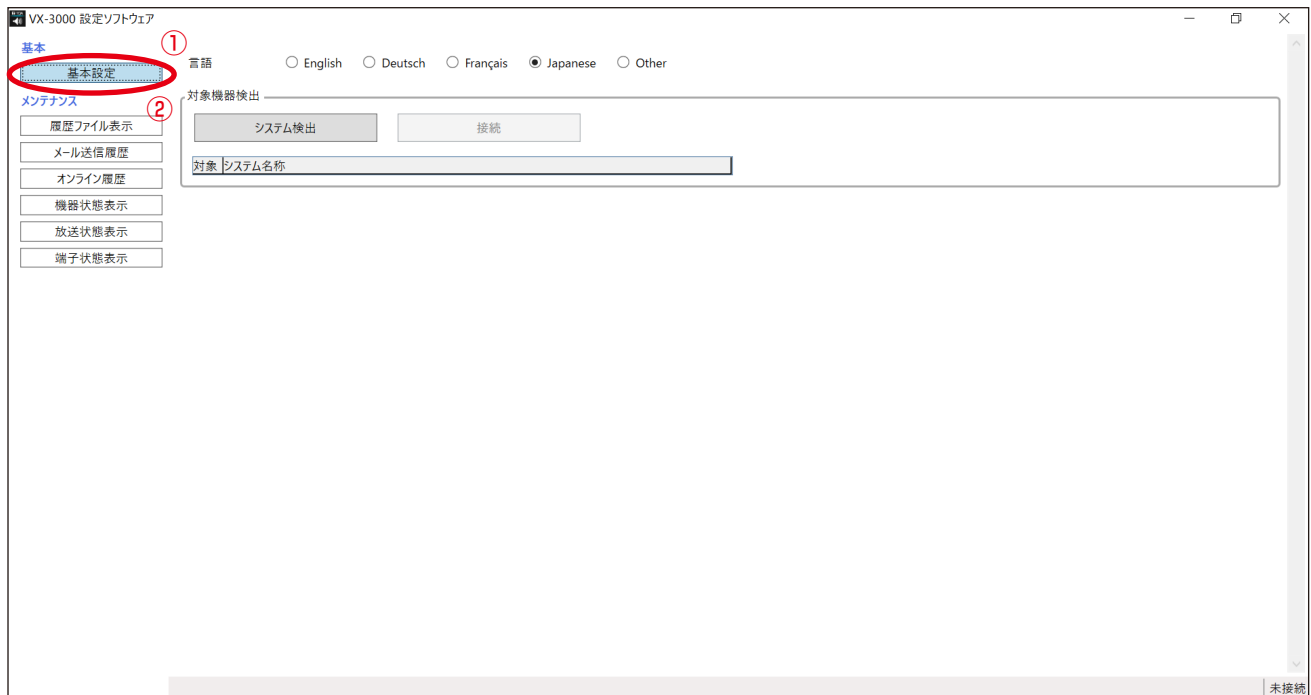 VX-3000 設定ソフトウェア
基本
①
基本設定
言語 English Deutsch Français Japanese Other
メンテナンス
②
対象機器検出
履歴ファイル表示
システム検出 接続
メール送信履歴
対象 システム名称
オンライン履歴
機器状態表示
放送状態表示
端子状態表示
未接続